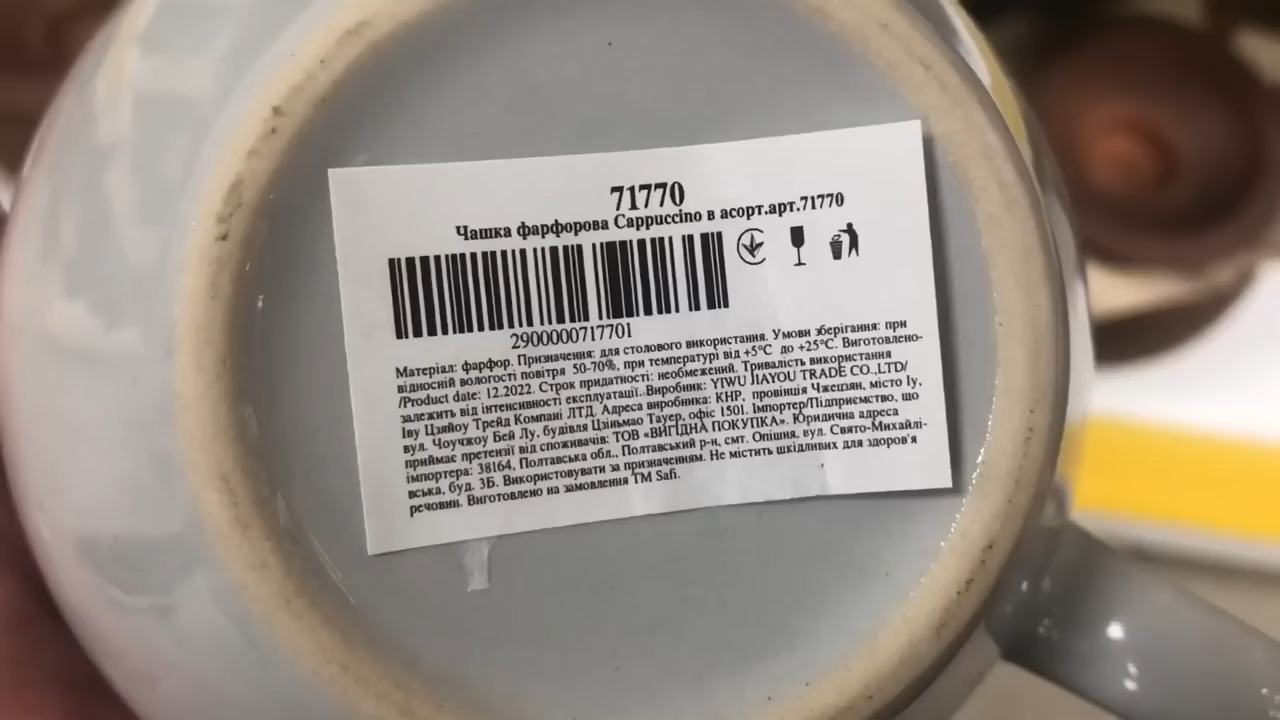 71770
Чашка фарфорова Cappuccino в асорт.арт.71770
2900000717701
Матеріал: фарфор. Призначення: для столового використання. Умови зберігання: при
відносній вологості повітря 50-70%, при температурі від +5°C до +25°C. Виготовлено-
/Product date: 12.2022. Строк придатності: необмежений. Тривалість використання
залежить від інтенсивності експлуатації. Виробник: YIWU JIAYOU TRADE CO.,LTD/
Іву Цзяйоу Трейд Компані ЛТД. Адреса виробника: КНР, провінція Чжецзян, місто Іу,
вул. Чоучжоу Бей Лу, будівля Цзіньмао Тауер, офіс 1501. Імпортер/Підприємство, що
приймає претензії від споживачів: ТОВ «ВИГІДНА ПОКУПКА». Юридична адреса
імпортера: 38164, Полтавська обл., Полтавський р-н, смт. Опішня, вул. Свято-Михайлі-
вська, буд. 3Б. Використовувати за призначенням. Не містить шкідливих для здоров'я
речовин. Виготовлено на замовлення ТМ Safi.